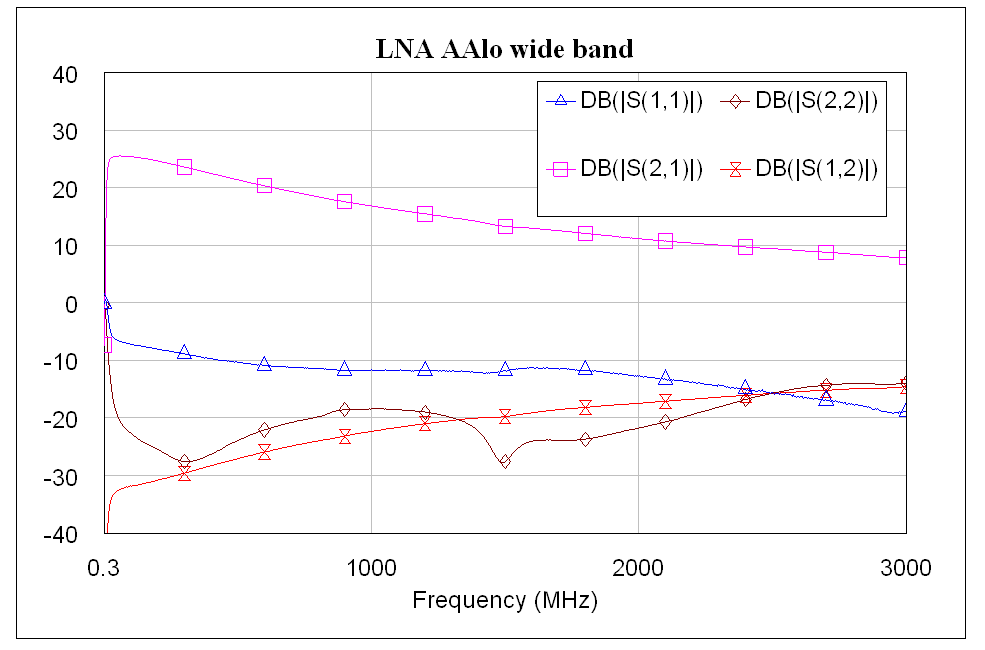 LNA AAlo wide band
40
30
20
10
0
-10
-20
-30
-40
DB(|S(1,1)|) DB(|S(2,2)|)
DB(|S(2,1)|) DB(|S(1,2)|)
0.3 1000 2000 3000
Frequency (MHz)